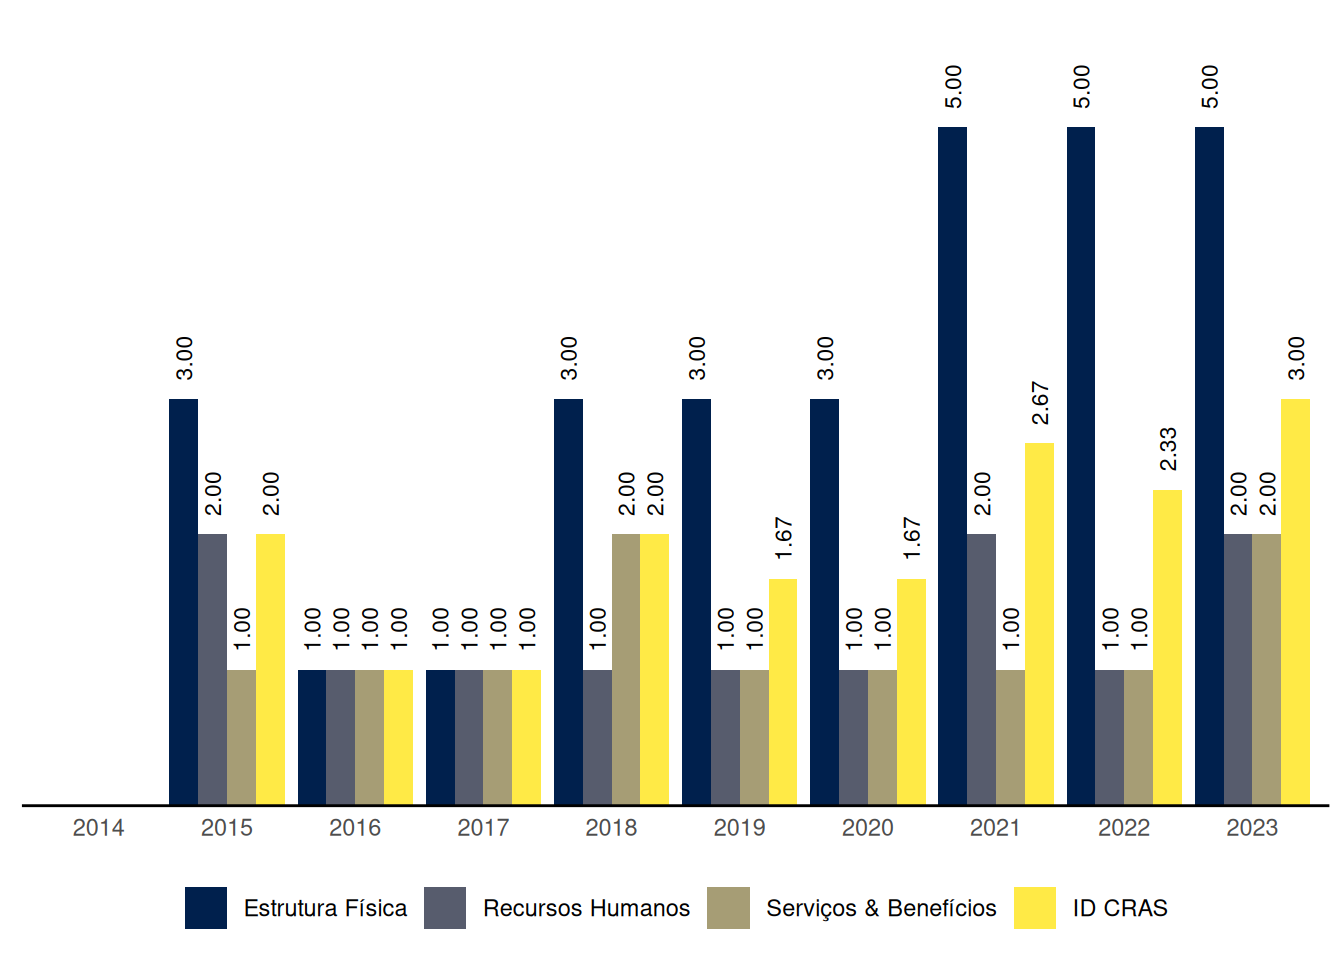 3.00 2.00 1.00 2.00 1.00 1.00 1.00 1.00 1.00 1.00 1.00 1.00 3.00 1.00 2.00 2.00 3.00 1.00 1.00 1.67 3.00 1.00 1.00 1.67 5.00 2.00 1.00 2.67 5.00 1.00 1.00 2.33 5.00 2.00 2.00 3.00
2014 2015 2016 2017 2018 2019 2020 2021 2022 2023
Estrutura Física Recursos Humanos Serviços & Benefícios ID CRAS